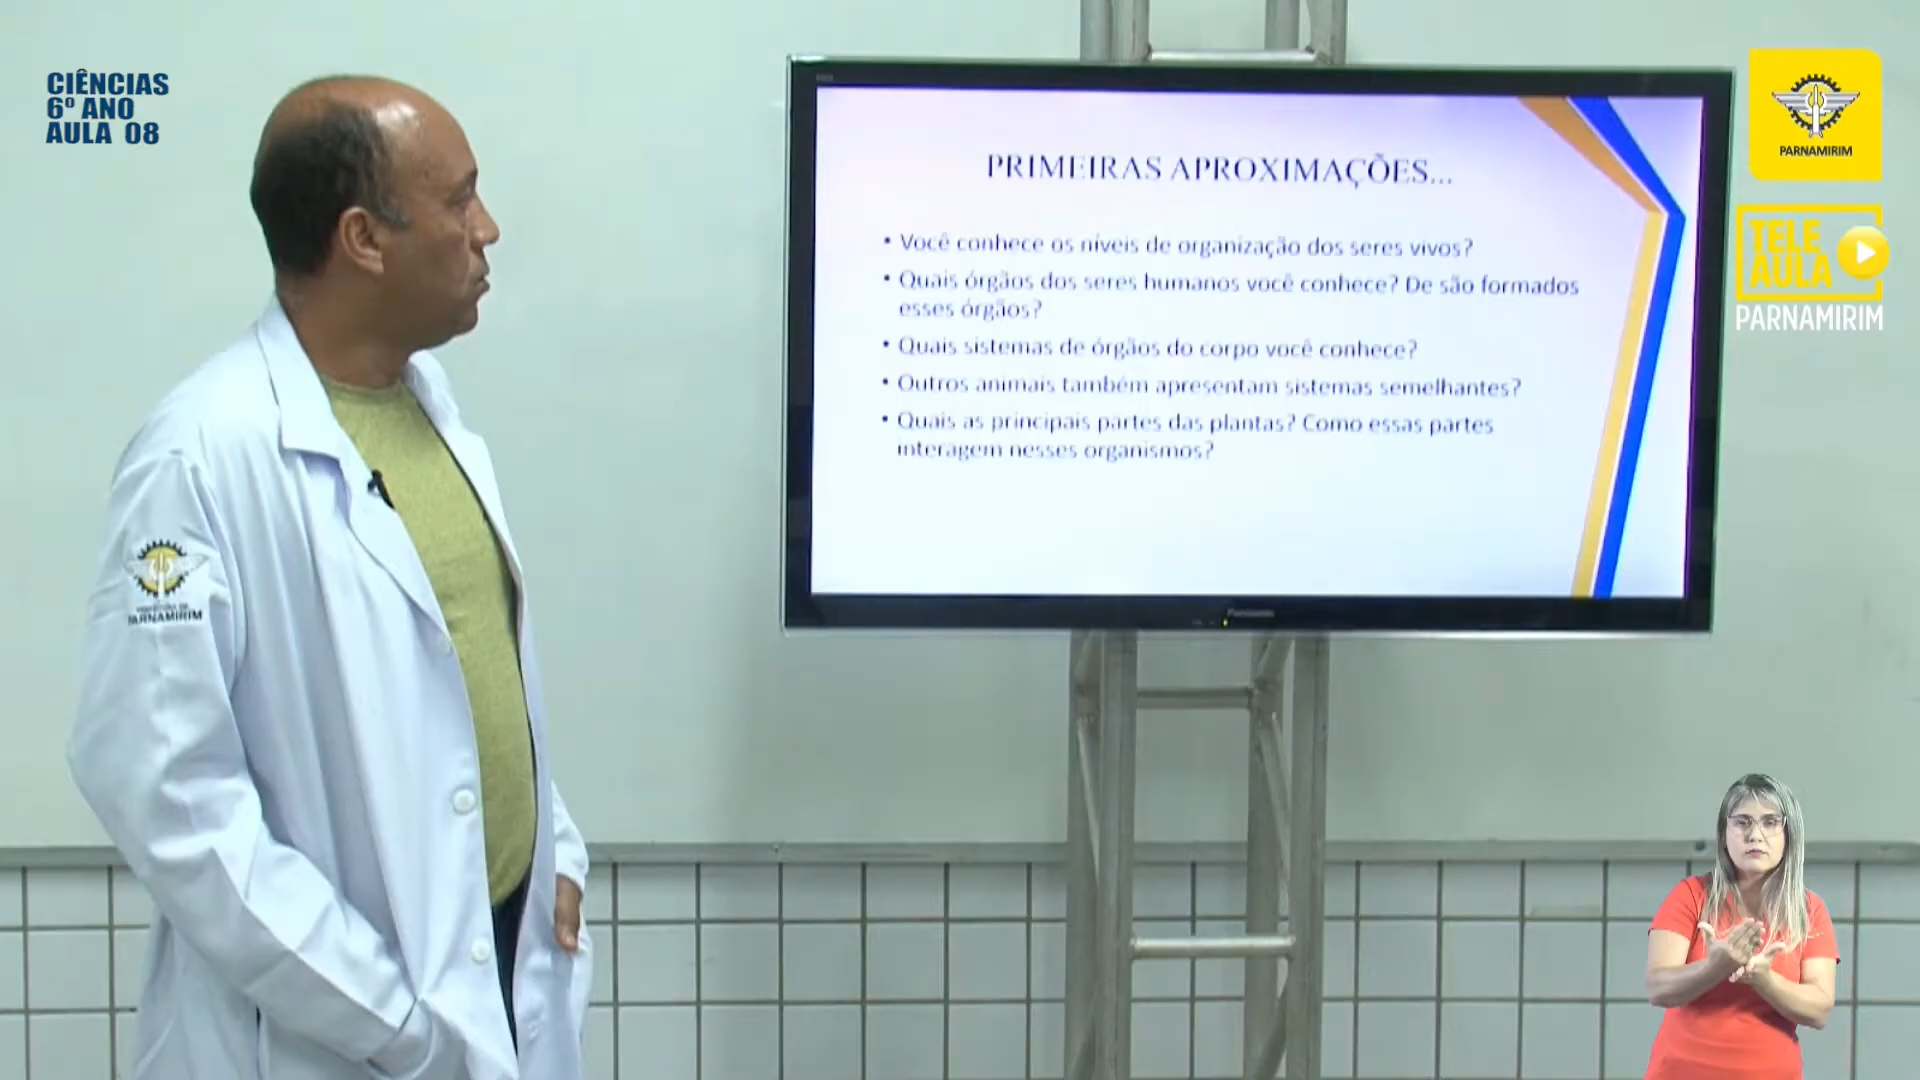 CIÊNCIAS
6º ANO
AULA 08
PRIMEIRAS APROXIMAÇÕES...
• Você conhece os níveis de organização dos seres vivos?
• Quais órgãos dos seres humanos você conhece? De são formados
esses órgãos?
• Quais sistemas de órgãos do corpo você conhece?
• Outros animais também apresentam sistemas semelhantes?
• Quais as principais partes das plantas? Como essas partes
interagem nesses organismos?
Panasonic
PARNAMIRIM
TELE
AULA
PARNAMIRIM
PREFEITURA DE
PARNAMIRIM